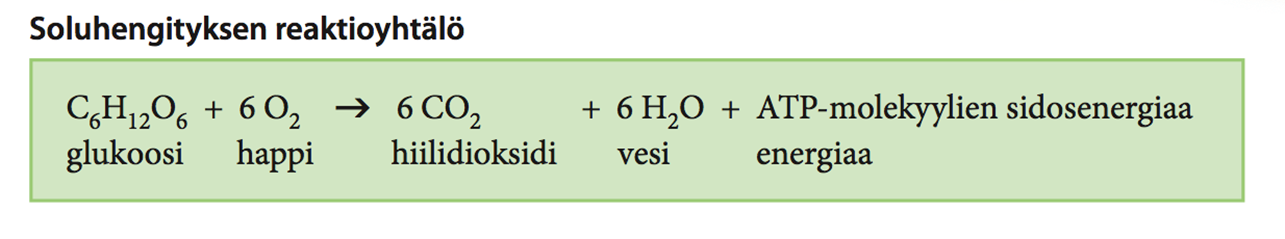 Soluhengityksen reaktioyhtälö
C₆H₁₂O₆ + 6 O₂ → 6 CO₂ + 6 H₂O + ATP-molekyylien sidosenergiaa
glukoosi happi hiilidioksidi vesi energiaa